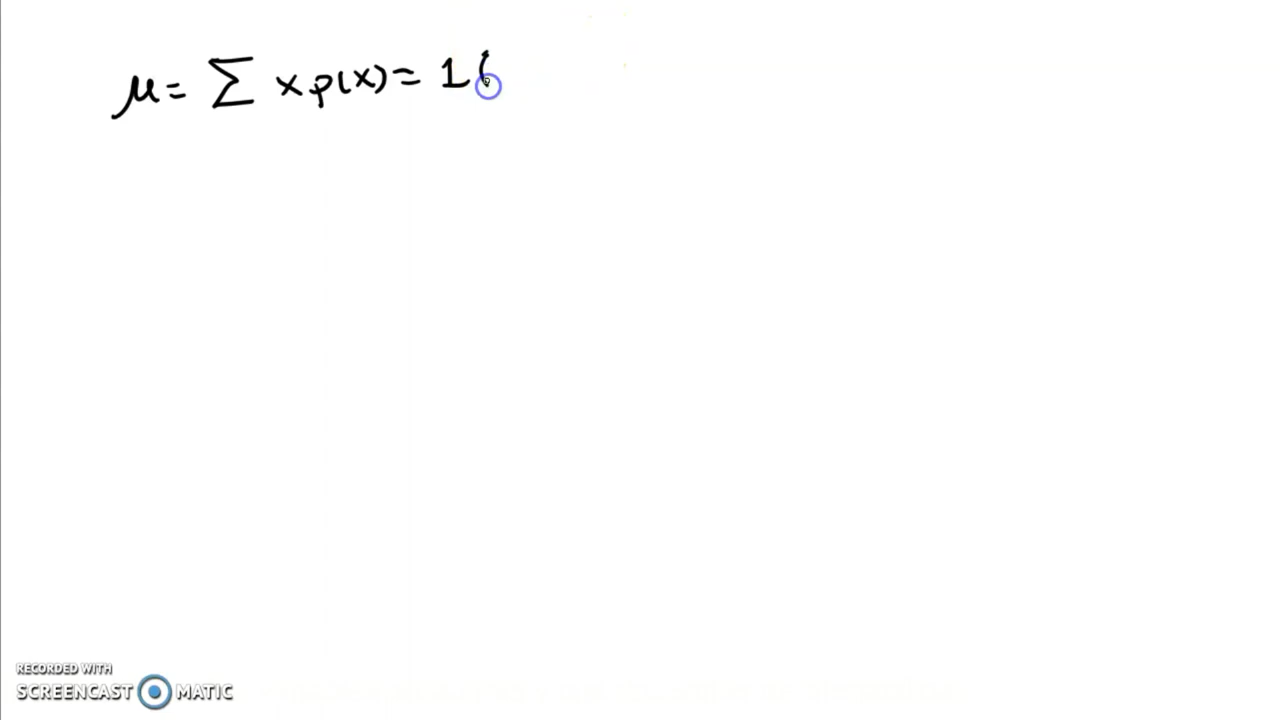 μ = Σ x p(x) = 1(
RECORDED WITH
SCREENCAST MATIC